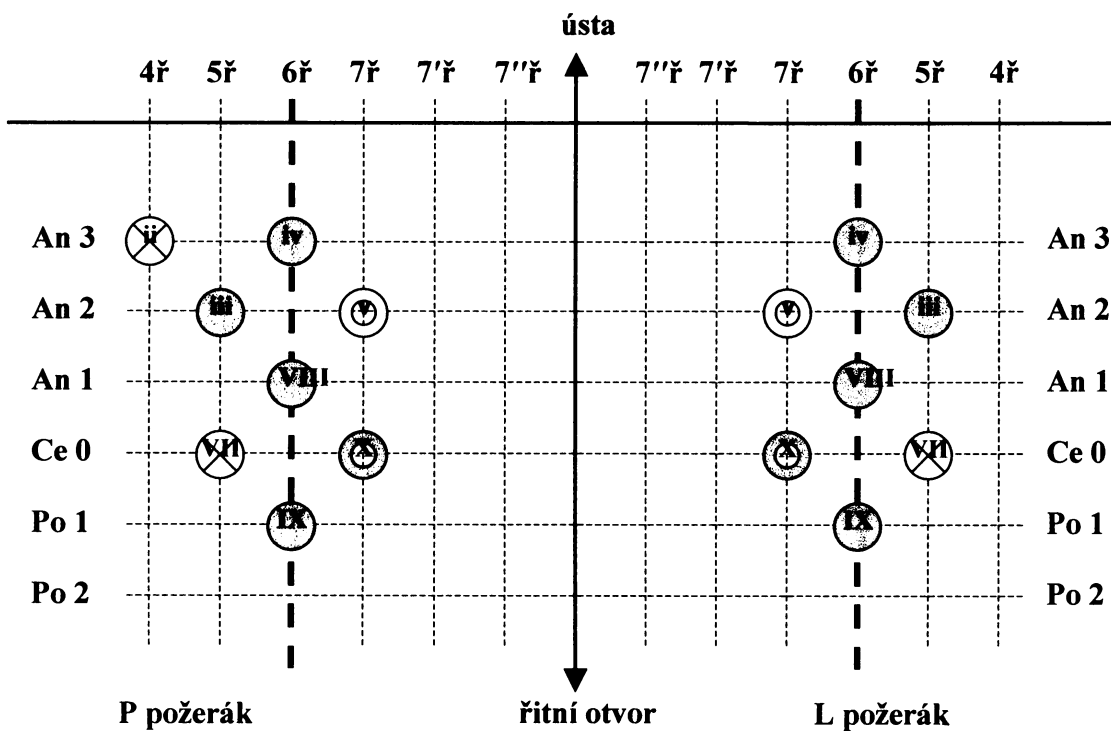 ústa
4ř 5ř 6ř 7ř 7'ř 7''ř 7''ř 7'ř 7ř 6ř 5ř 4ř
An 3 ii iv iv An 3
An 2 iii v v iii An 2
An 1 VIII VIII An 1
Ce 0 VII X X VII Ce 0
Po 1 IX IX Po 1
Po 2 Po 2
P požerák řitní otvor L požerák